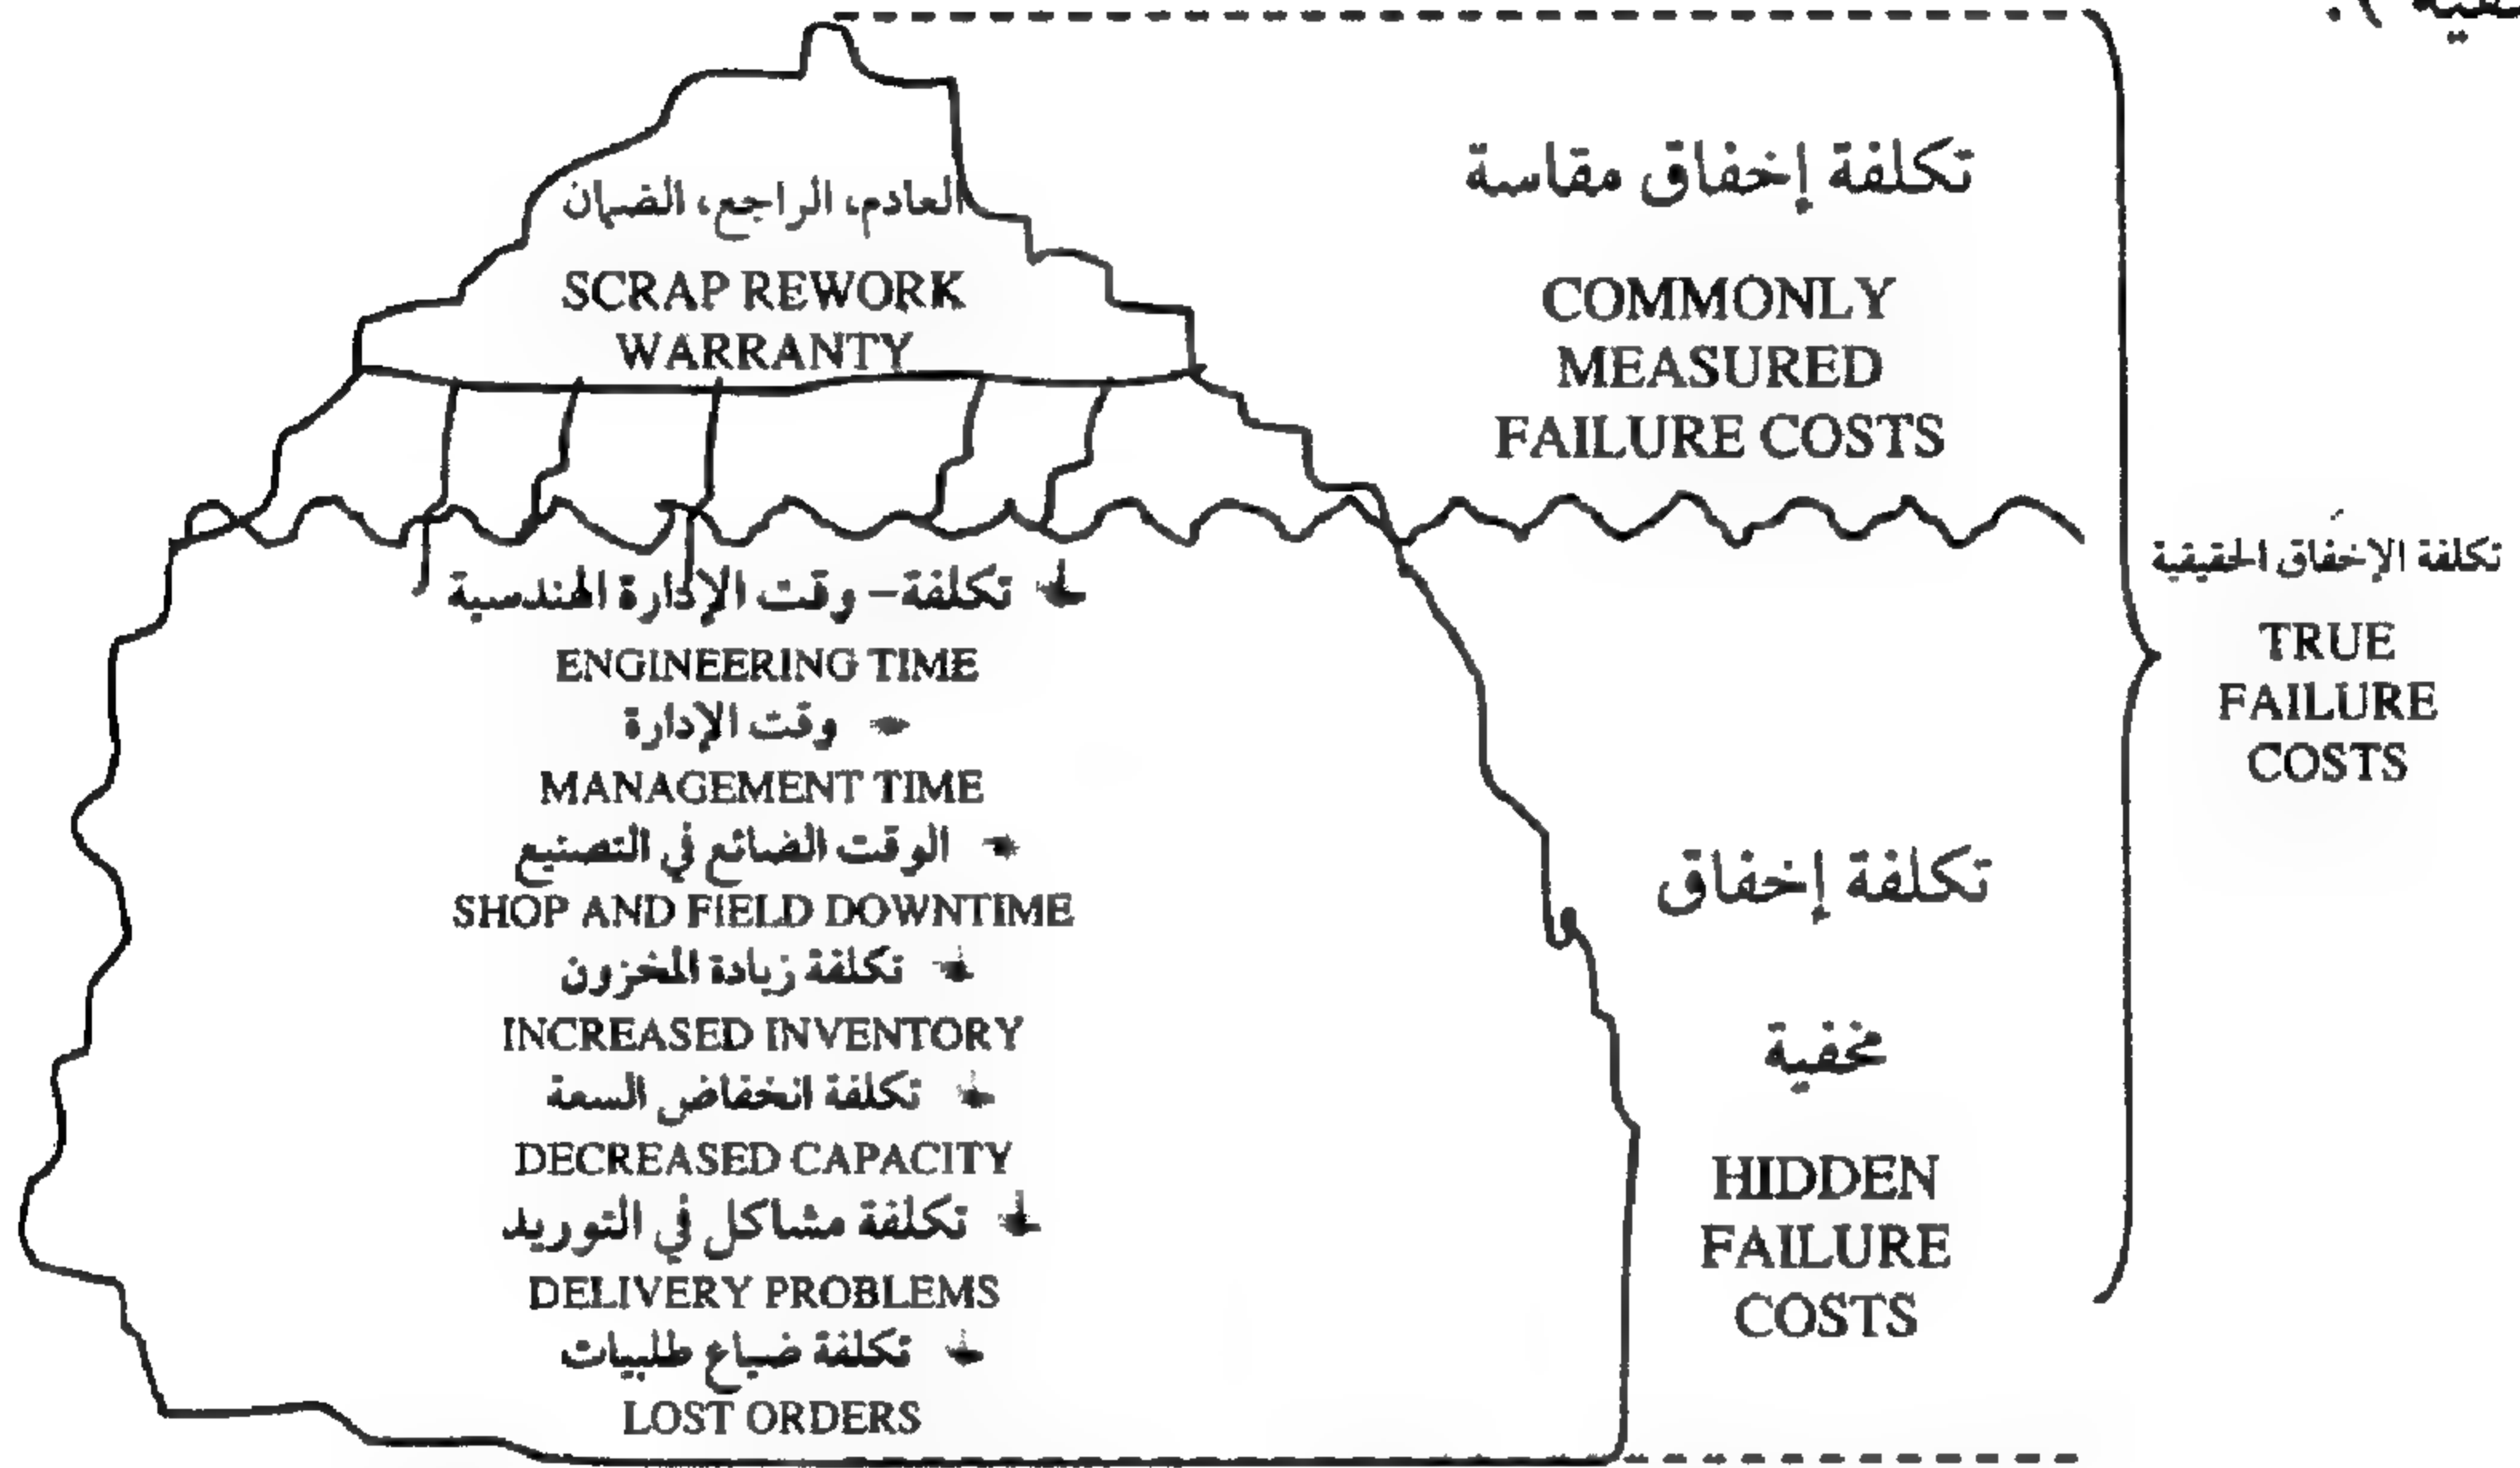 العادم، الراجع، الضمان
SCRAP REWORK
WARRANTY
تكلفة إخفاق مقاسة
COMMONLY
MEASURED
FAILURE COSTS
تكلفة - وقت الإدارة الهندسية
ENGINEERING TIME
وقت الإدارة
MANAGEMENT TIME
الوقت الضائع في التصنيع
SHOP AND FIELD DOWNTIME
تكلفة زيادة المخزون
INCREASED INVENTORY
تكلفة انخفاض السعة
DECREASED CAPACITY
تكلفة مشاكل في التوريد
DELIVERY PROBLEMS
تكلفة ضياع طلبيات
LOST ORDERS
تكلفة إخفاق
مخفية
HIDDEN
FAILURE
COSTS
تكلفة الإخفاق الحقيقية
TRUE
FAILURE
COSTS